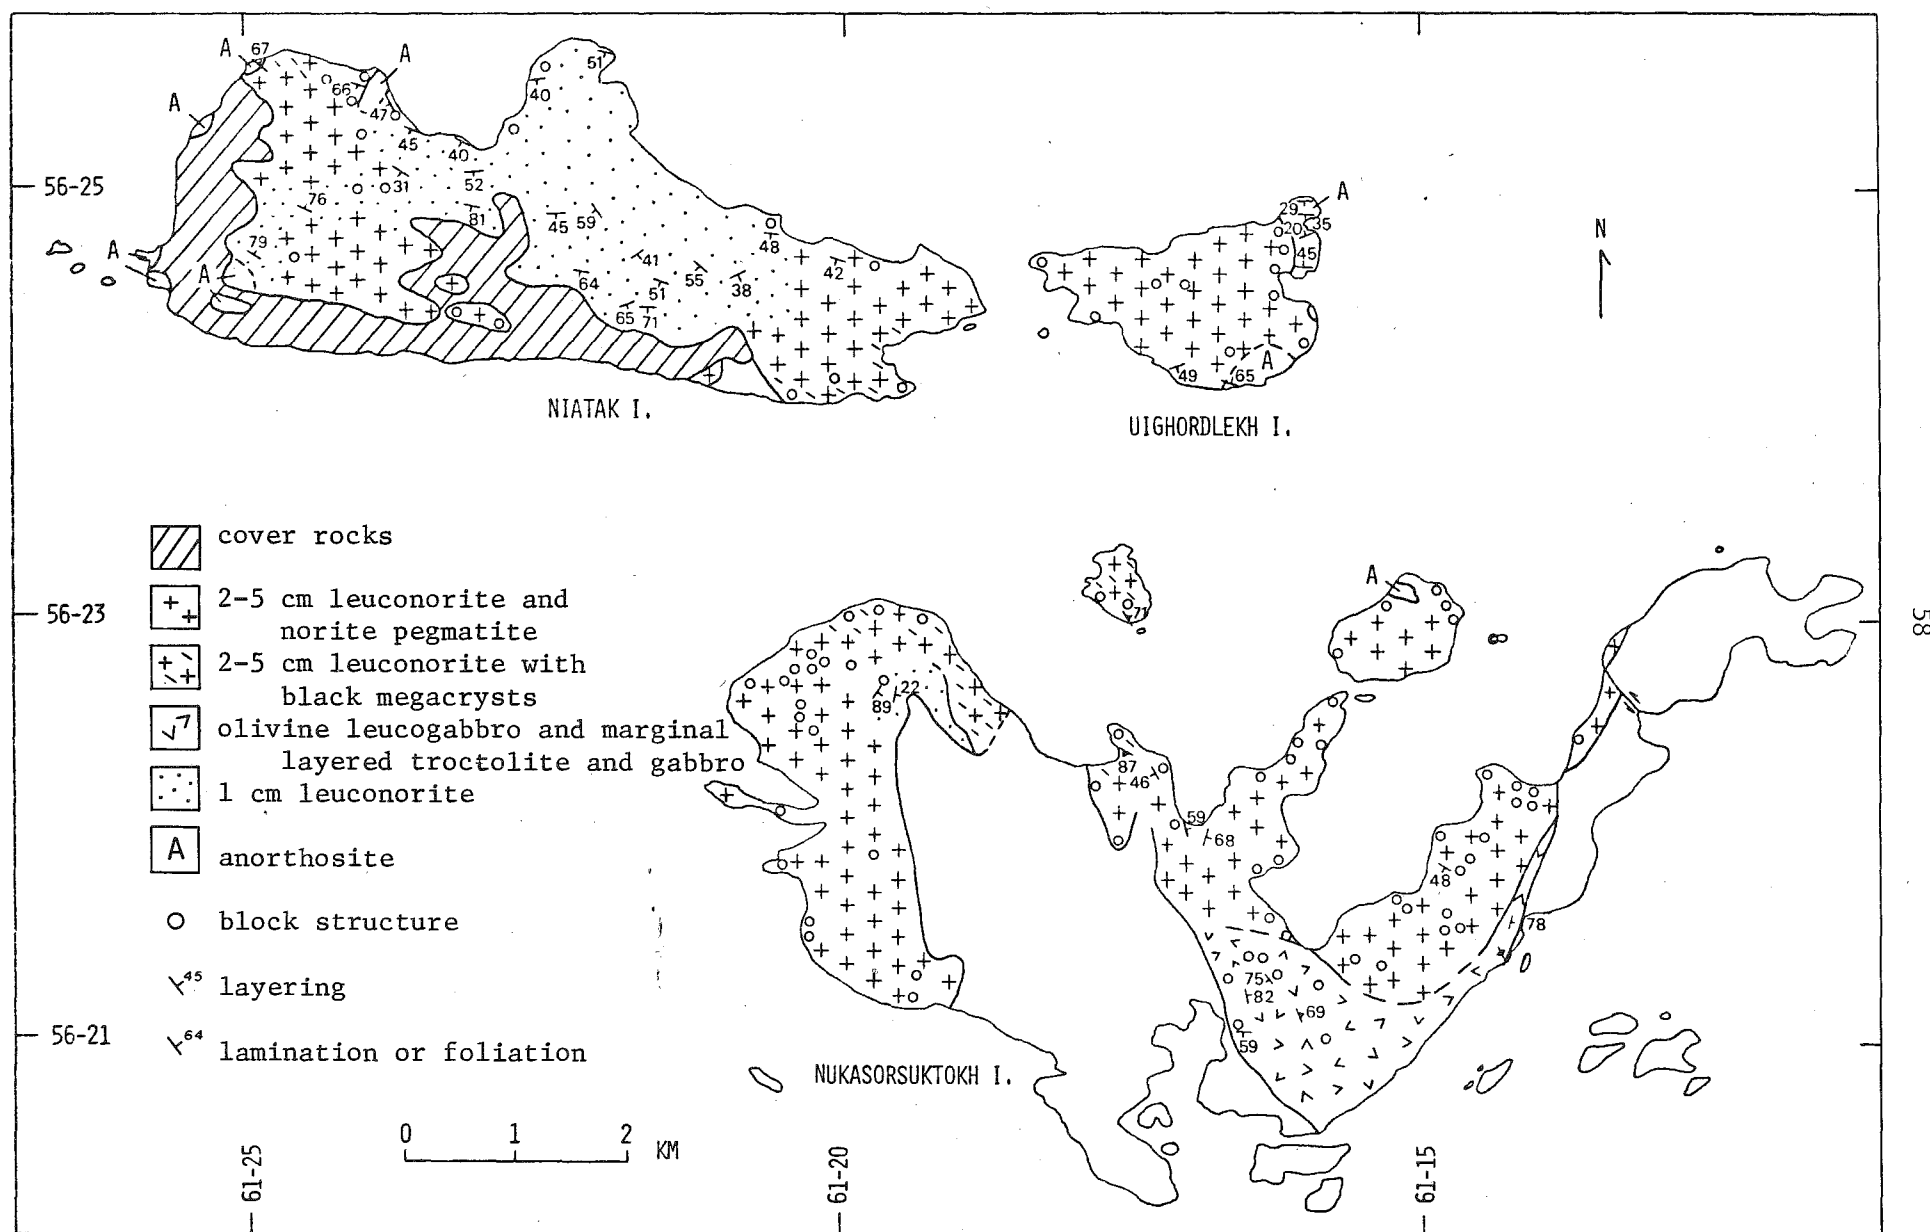 A
67
A
51
66
40
A
47
45
40
56-25
31
52
76
A
29
35
20
81
45
59
N
48
79
45
A
41
A
42
64
55
38
51
65
71
A
49
65
NIATAK I.
UIGHORDLEKH I.
cover rocks
2-5 cm leuconorite and
norite pegmatite
2-5 cm leuconorite with
black megacrysts
olivine leucogabbro and marginal
layered troctolite and gabbro
1 cm leuconorite
A
anorthosite
block structure
45
layering
64
lamination or foliation
56-23
A
71
58
22
89
87
46
59
68
48
78
75
82
69
56-21
59
NUKASORSUKTOKH I.
0 1 2
KM
61-25
61-20
61-15